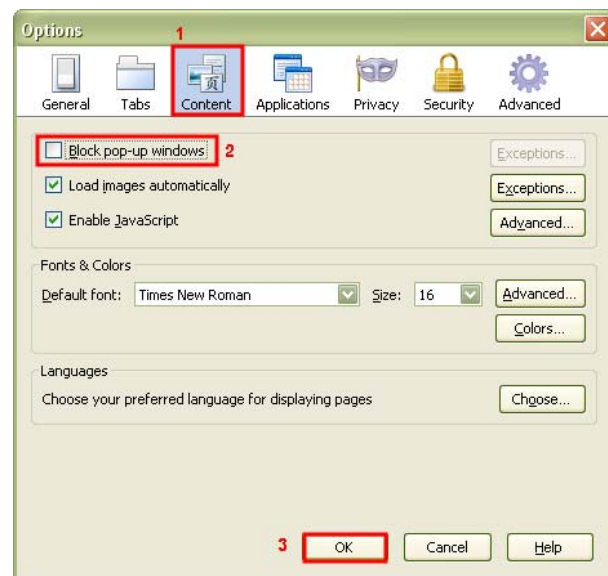 Options
1
General Tabs Content Applications Privacy Security Advanced
页
Block pop-up windows 2 Exceptions...
Load images automatically Exceptions...
Enable JavaScript Advanced...
Fonts & Colors
Default font: Times New Roman Size: 16 Advanced...
Colors...
Languages
Choose your preferred language for displaying pages Choose...
3 OK Cancel Help